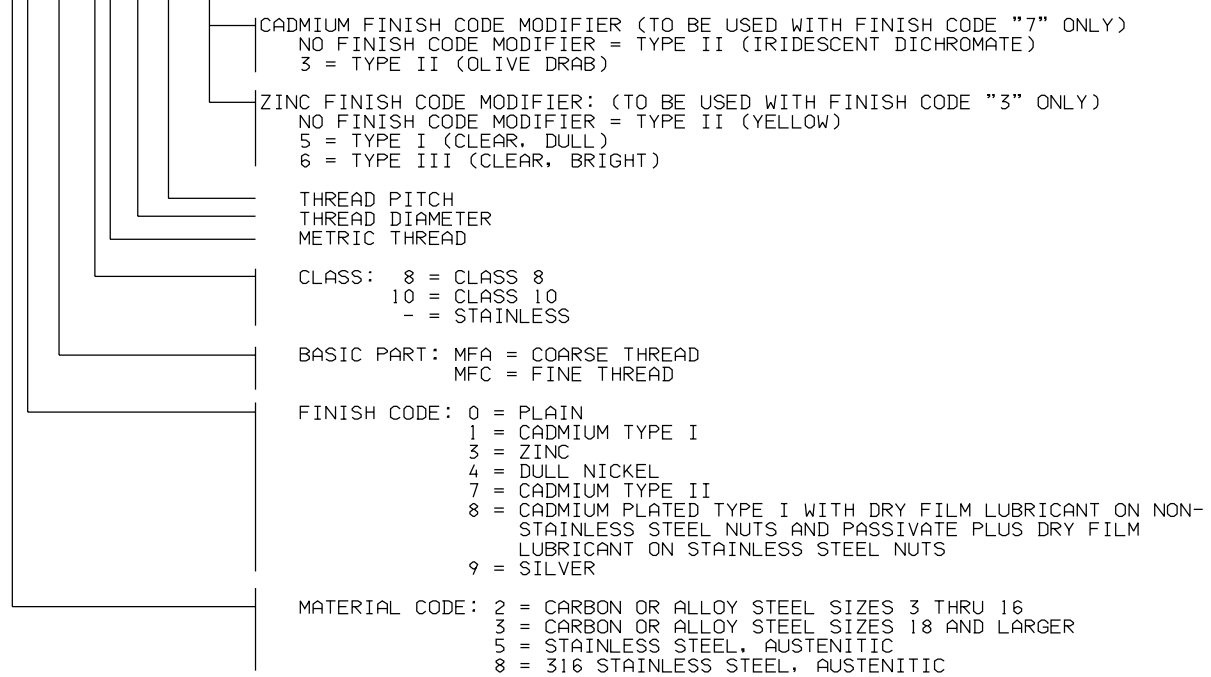 CADMIUM FINISH CODE MODIFIER (TO BE USED WITH FINISH CODE "7" ONLY)
NO FINISH CODE MODIFIER = TYPE II (IRIDESCENT DICHROMATE)
3 = TYPE II (OLIVE DRAB)
ZINC FINISH CODE MODIFIER: (TO BE USED WITH FINISH CODE "3" ONLY)
NO FINISH CODE MODIFIER = TYPE II (YELLOW)
5 = TYPE I (CLEAR, DULL)
6 = TYPE III (CLEAR, BRIGHT)
THREAD PITCH
THREAD DIAMETER
METRIC THREAD
CLASS: 8 = CLASS 8
10 = CLASS 10
- = STAINLESS
BASIC PART: MFA = COARSE THREAD
MFC = FINE THREAD
FINISH CODE: 0 = PLAIN
1 = CADMIUM TYPE I
3 = ZINC
4 = DULL NICKEL
7 = CADMIUM TYPE II
8 = CADMIUM PLATED TYPE I WITH DRY FILM LUBRICANT ON NON-
STAINLESS STEEL NUTS AND PASSIVATE PLUS DRY FILM
LUBRICANT ON STAINLESS STEEL NUTS
9 = SILVER
MATERIAL CODE: 2 = CARBON OR ALLOY STEEL SIZES 3 THRU 16
3 = CARBON OR ALLOY STEEL SIZES 18 AND LARGER
5 = STAINLESS STEEL, AUSTENITIC
8 = 316 STAINLESS STEEL, AUSTENITIC